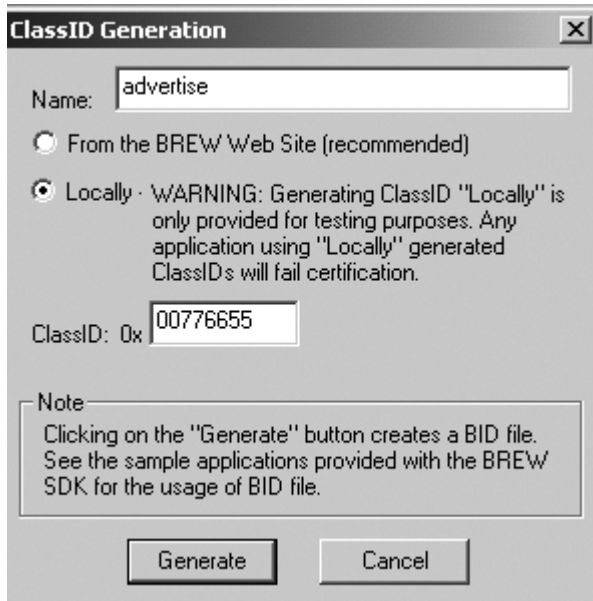 ClassID Generation
Name: advertise
From the BREW Web Site (recommended)
Locally · WARNING: Generating ClassID "Locally" is
only provided for testing purposes. Any
application using "Locally" generated
ClassIDs will fail certification.
ClassID: 0x 00776655
Note
Clicking on the "Generate" button creates a BID file.
See the sample applications provided with the BREW
SDK for the usage of BID file.
Generate Cancel